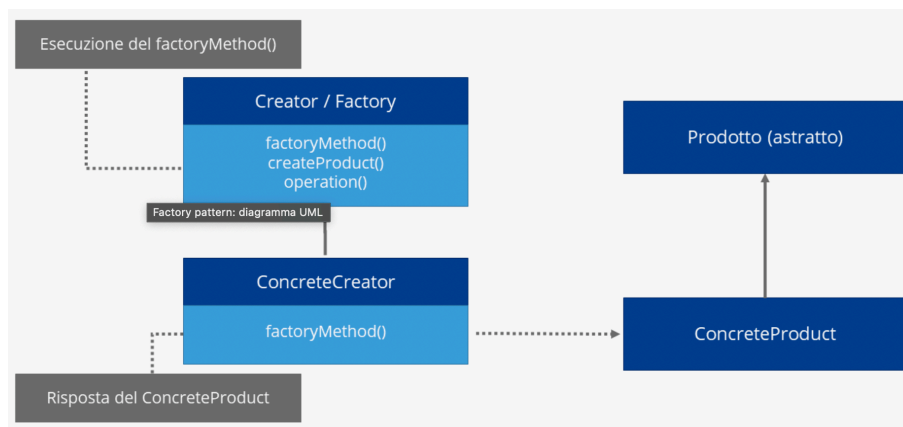 Esecuzione del factoryMethod()
Creator / Factory
factoryMethod()
createProduct()
operation()
Prodotto (astratto)
Factory pattern: diagramma UML
ConcreteCreator
factoryMethod()
ConcreteProduct
Risposta del ConcreteProduct